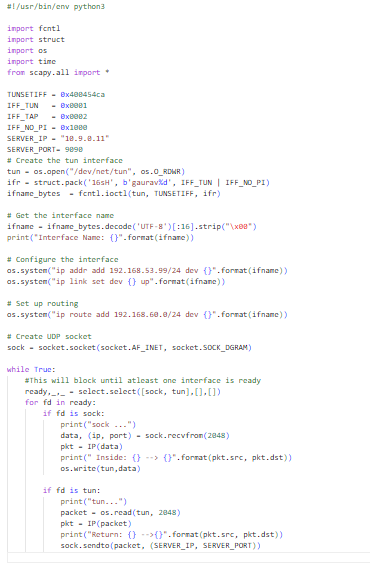 #!/usr/bin/env python3
import fcntl
import struct
import os
import time
from scapy.all import *
TUNSETIFF = 0x400454ca
IFF_TUN = 0x0001
IFF_TAP = 0x0002
IFF_NO_PI = 0x1000
SERVER_IP = "10.9.0.11"
SERVER_PORT= 9090
# Create the tun interface
tun = os.open("/dev/net/tun", os.O_RDWR)
ifr = struct.pack('16sH', b'gaurav%d', IFF_TUN | IFF_NO_PI)
ifname_bytes = fcntl.ioctl(tun, TUNSETIFF, ifr)
# Get the interface name
ifname = ifname_bytes.decode('UTF-8')[:16].strip("\x00")
print("Interface Name: {}".format(ifname))
# Configure the interface
os.system("ip addr add 192.168.53.99/24 dev {}".format(ifname))
os.system("ip link set dev {} up".format(ifname))
# Set up routing
os.system("ip route add 192.168.60.0/24 dev {}".format(ifname))
# Create UDP socket
sock = socket.socket(socket.AF_INET, socket.SOCK_DGRAM)
while True:
#This will block until atleast one interface is ready
ready,_,_ = select.select([sock, tun],[],[])
for fd in ready:
if fd is sock:
print("sock ...")
data, (ip, port) = sock.recvfrom(2048)
pkt = IP(data)
print(" Inside: {} --> {}".format(pkt.src, pkt.dst))
os.write(tun,data)
if fd is tun:
print("tun...")
packet = os.read(tun, 2048)
pkt = IP(packet)
print("Return: {} -->{}".format(pkt.src, pkt.dst))
sock.sendto(packet, (SERVER_IP, SERVER_PORT))